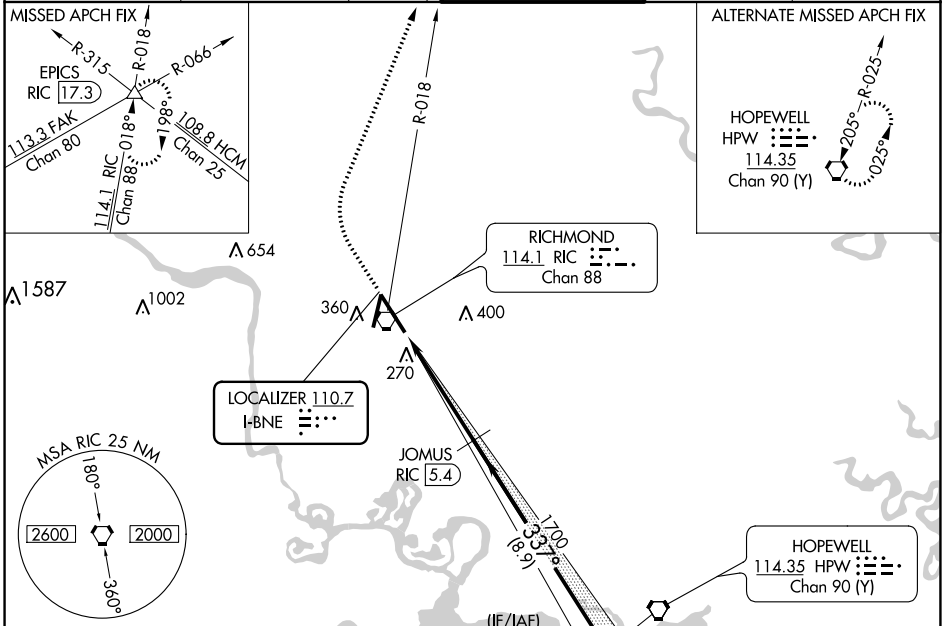 MISSED APCH FIX
R-315
R-018
R-066
EPICS
RIC 17.3
113.3 FAK
Chan 80
018°
198°
108.8 HCM
Chan 25
114.1 RIC
Chan 88
R-018
ALTERNATE MISSED APCH FIX
R-025
HOPEWELL
HPW
114.35
Chan 90 (Y)
205°
025°
654
1587
1002
RICHMOND
114.1 RIC
Chan 88
360
400
270
LOCALIZER 110.7
I-BNE
JOMUS
RIC 5.4
MSA RIC 25 NM
180°
2600
2000
360°
1700
337°
(8.9)
HOPEWELL
114.35 HPW
Chan 90 (Y)
(IF/IAF)